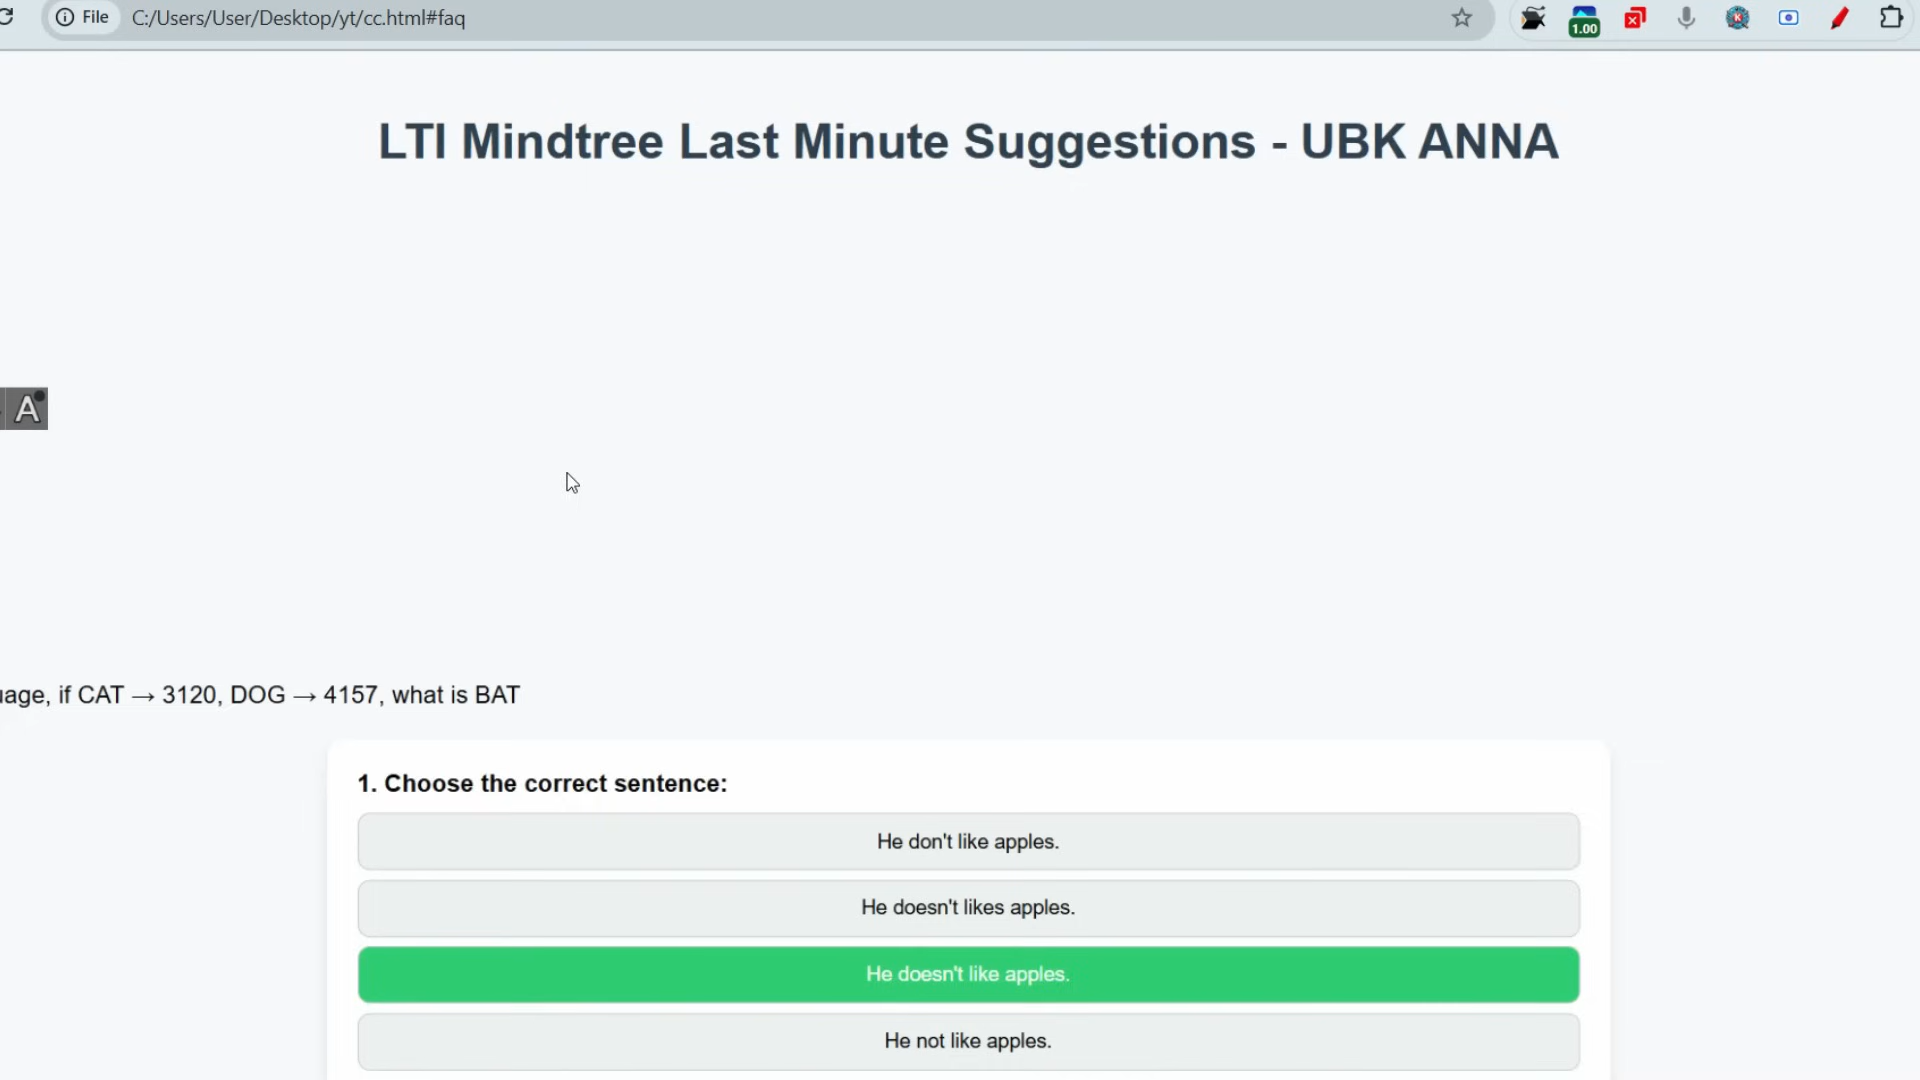 File C:/Users/User/Desktop/yt/cc.html#faq
1.00
K
LTI Mindtree Last Minute Suggestions - UBK ANNA
A
uage, if CAT → 3120, DOG → 4157, what is BAT
1. Choose the correct sentence:
He don't like apples.
He doesn't likes apples.
He doesn't like apples.
He not like apples.